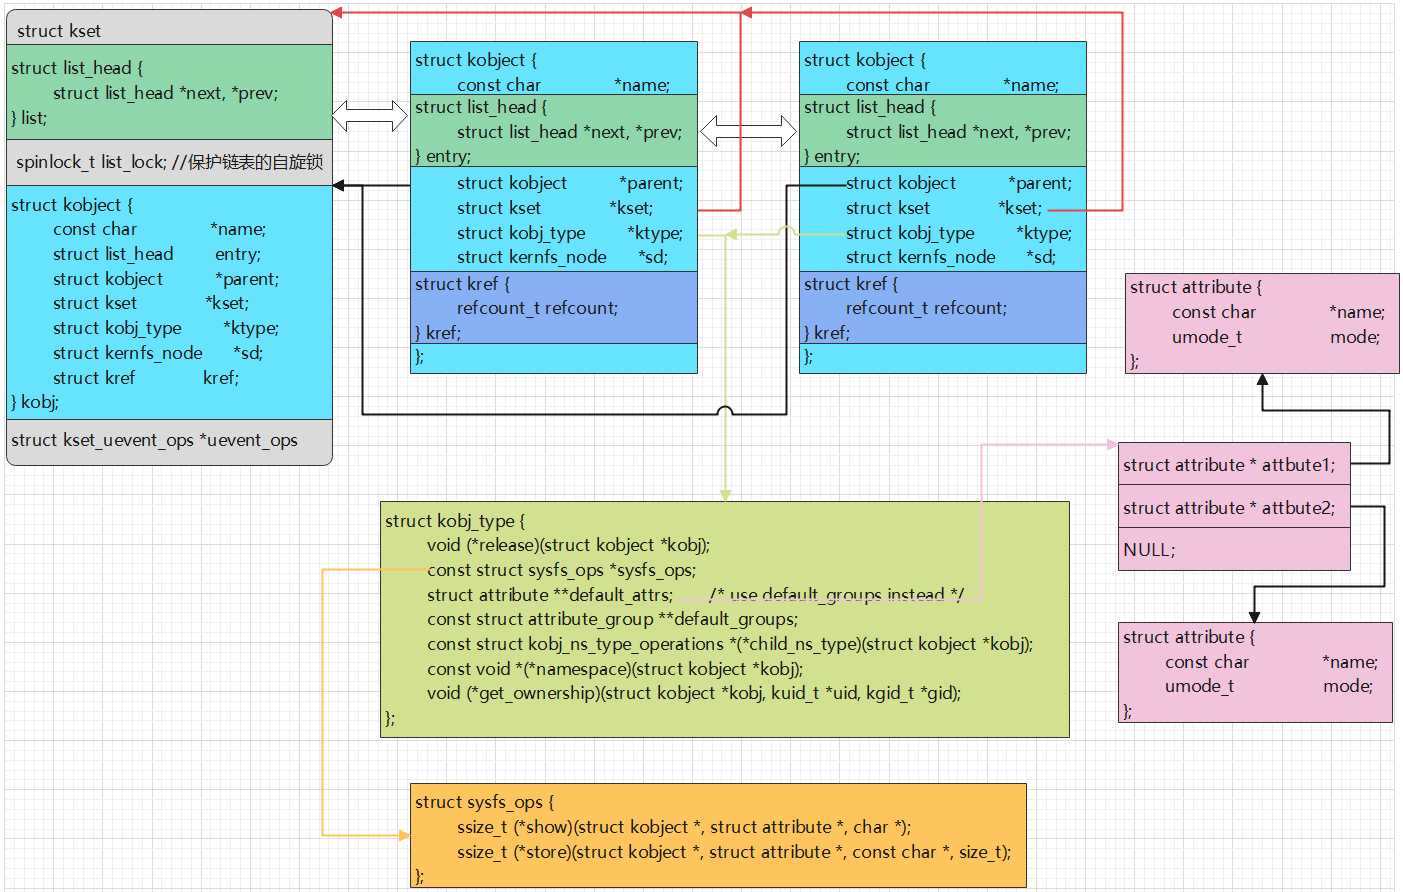 struct kset
struct list_head {
struct list_head *next, *prev;
} list;
spinlock_t list_lock; //保护链表的自旋锁
struct kobject {
const char *name;
struct list_head entry;
struct kobject *parent;
struct kset *kset;
struct kobj_type *ktype;
struct kernfs_node *sd;
struct kref kref;
} kobj;
struct kset_uevent_ops *uevent_ops
struct kobject {
const char *name;
struct list_head {
struct list_head *next, *prev;
} entry;
struct kobject *parent;
struct kset *kset;
struct kobj_type *ktype;
struct kernfs_node *sd;
struct kref {
refcount_t refcount;
} kref;
};
struct kobject {
const char *name;
struct list_head {
struct list_head *next, *prev;
} entry;
struct kobject *parent;
struct kset *kset;
struct kobj_type *ktype;
struct kernfs_node *sd;
struct kref {
refcount_t refcount;
} kref;
};
struct attribute {
const char *name;
umode_t mode;
};
struct attribute * attbute1;
struct attribute * attbute2;
NULL;
struct attribute {
const char *name;
umode_t mode;
};
struct kobj_type {
void (*release)(struct kobject *kobj);
const struct sysfs_ops *sysfs_ops;
struct attribute **default_attrs; /* use default_groups instead */
const struct attribute_group **default_groups;
const struct kobj_ns_type_operations *(*child_ns_type)(struct kobject *kobj);
const void *(*namespace)(struct kobject *kobj);
void (*get_ownership)(struct kobject *kobj, kuid_t *uid, kgid_t *gid);
};
struct sysfs_ops {
ssize_t (*show)(struct kobject *, struct attribute *, char *);
ssize_t (*store)(struct kobject *, struct attribute *, const char *, size_t);
};